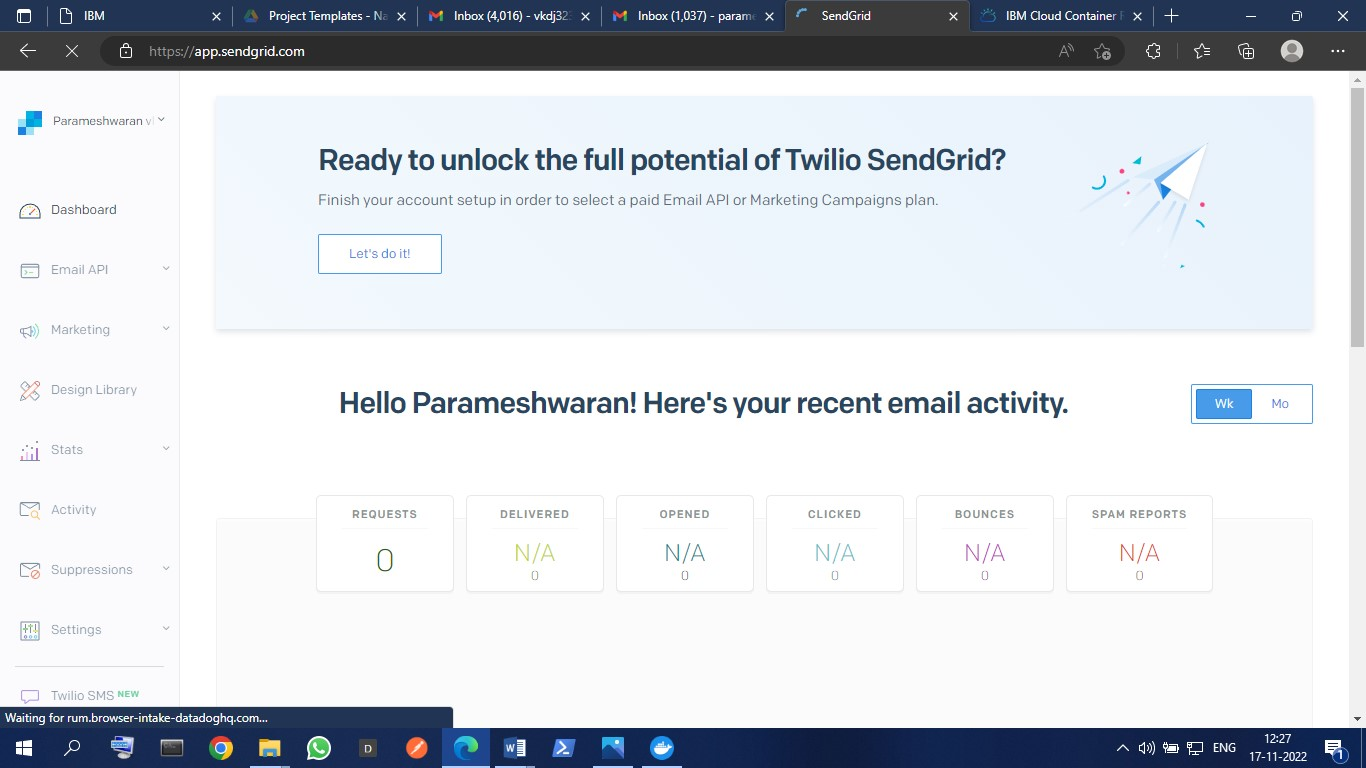 IBM
Project Templates - Na
Inbox (4,016) - vkdj323
Inbox (1,037) - parame
SendGrid
IBM Cloud Container R
https://app.sendgrid.com
Parameshwaran v
Dashboard
Email API
Marketing
Design Library
Stats
Activity
Suppressions
Settings
Twilio SMS NEW
Ready to unlock the full potential of Twilio SendGrid?
Finish your account setup in order to select a paid Email API or Marketing Campaigns plan.
Let's do it!
Hello Parameshwaran! Here's your recent email activity.
Wk Mo
REQUESTS
0
DELIVERED
N/A
0
OPENED
N/A
0
CLICKED
N/A
0
BOUNCES
N/A
0
SPAM REPORTS
N/A
0
Waiting for rum.browser-intake-datadoghq.com...
D
ENG
12:27
17-11-2022
1